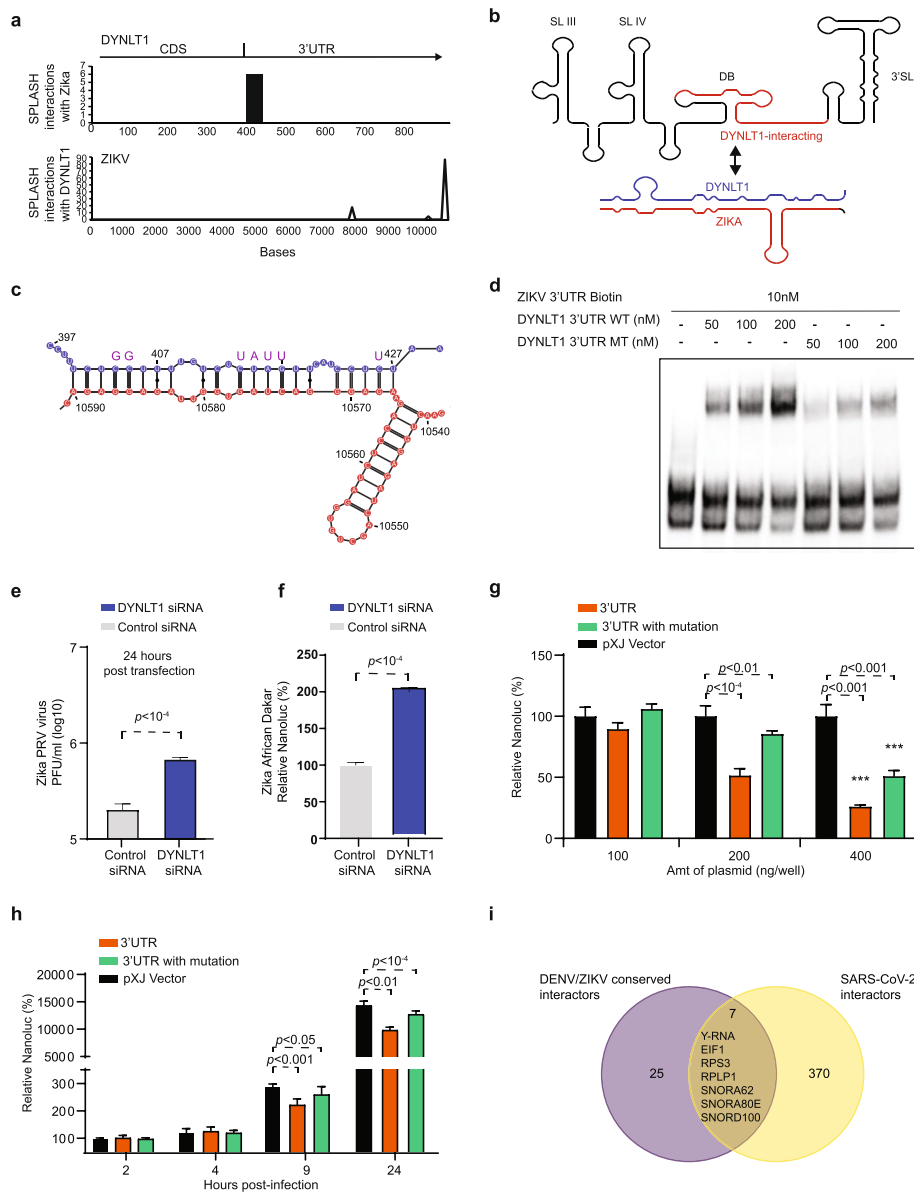 a
DYNLT1
CDS
3'UTR
SPLASH
interactions
with Zika
7
6
5
4
3
2
1
0
0 100 200 300 400 500 600 700 800
ZIKV
SPLASH
interactions
with DYNLT1
90
80
70
60
50
40
30
20
10
0
0 1000 2000 3000 4000 5000 6000 7000 8000 9000 10000
Bases
b
SL III
SL IV
DB
3'SL
DYNLT1-interacting
DYNLT1
ZIKA
c
397
G G
407
U A U U
U
427
10590
10580
10570
10540
10560
10550
d
ZIKV 3'UTR Biotin 10nM
DYNLT1 3'UTR WT (nM) - 50 100 200 - - -
DYNLT1 3'UTR MT (nM) - - - - 50 100 200
e
DYNLT1 siRNA
Control siRNA
Zika PRV virus
PFU/ml (log10)
7
6
5
24 hours
post transfection
p<10-4
Control
siRNA
DYNLT1
siRNA
f
DYNLT1 siRNA
Control siRNA
Zika African Dakar
Relative Nanoluc (%)
250
200
150
100
50
0
p<10-4
Control
siRNA
DYNLT1
siRNA
g
3'UTR
3'UTR with mutation
pXJ Vector
Relative Nanoluc (%)
150
100
50
0
p<0.01
p<10-4
p<0.001
p<0.001
***
***
100 200 400
Amt of plasmid (ng/well)
h
3'UTR
3'UTR with mutation
pXJ Vector
Relative Nanoluc (%)
20000
15000
10000
5000
300
200
100
p<0.05
p<0.001
p<10-4
p<0.01
2 4 9 24
Hours post-infection
i
DENV/ZIKV conserved
interactors
SARS-CoV-2
interactors
7
Y-RNA
EIF1
RPS3
RPLP1
SNORA62
SNORA80E
SNORD100
25
370